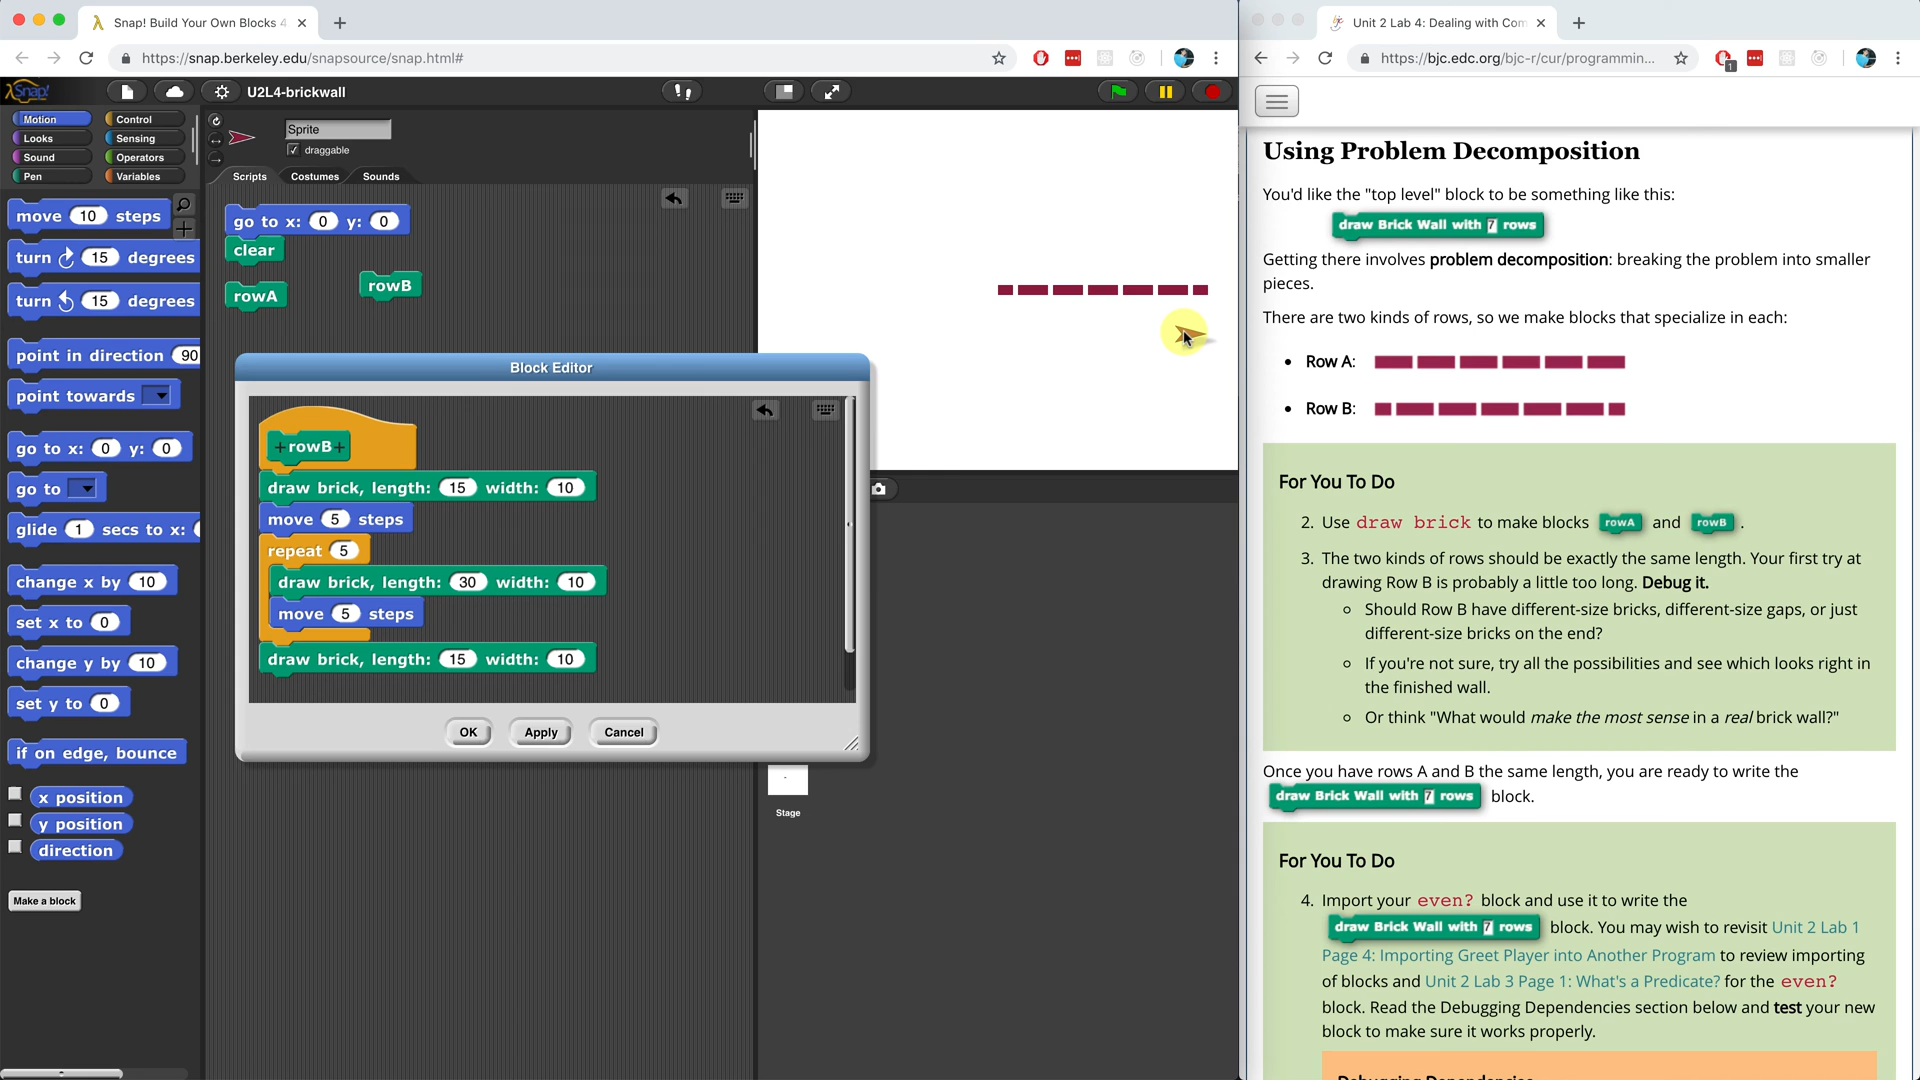 Snap! Build Your Own Blocks 4
https://snap.berkeley.edu/snapsource/snap.html#
Snap!
U2L4-brickwall
Motion
Control
Looks
Sensing
Sound
Operators
Pen
Variables
move 10 steps
turn 15 degrees
turn 15 degrees
point in direction 90
point towards
go to x: 0 y: 0
go to
glide 1 secs to x:
change x by 10
set x to 0
change y by 10
set y to 0
if on edge, bounce
x position
y position
direction
Make a block
Sprite
draggable
Scripts Costumes Sounds
go to x: 0 y: 0
clear
rowA
rowB
Block Editor
+rowB+
draw brick, length: 15 width: 10
move 5 steps
repeat 5
draw brick, length: 30 width: 10
move 5 steps
draw brick, length: 15 width: 10
OK Apply Cancel
Stage
Unit 2 Lab 4: Dealing with Com
https://bjc.edc.org/bjc-r/cur/programmin...
1
Using Problem Decomposition
You'd like the "top level" block to be something like this:
draw Brick Wall with 7 rows
Getting there involves problem decomposition: breaking the problem into smaller
pieces.
There are two kinds of rows, so we make blocks that specialize in each:
• Row A:
• Row B:
For You To Do
2. Use draw brick to make blocks rowA and rowB .
3. The two kinds of rows should be exactly the same length. Your first try at
drawing Row B is probably a little too long. Debug it.
Should Row B have different-size bricks, different-size gaps, or just
different-size bricks on the end?
If you're not sure, try all the possibilities and see which looks right in
the finished wall.
Or think "What would make the most sense in a real brick wall?"
Once you have rows A and B the same length, you are ready to write the
draw Brick Wall with 7 rows block.
For You To Do
4. Import your even? block and use it to write the
draw Brick Wall with 7 rows block. You may wish to revisit Unit 2 Lab 1
Page 4: Importing Greet Player into Another Program to review importing
of blocks and Unit 2 Lab 3 Page 1: What's a Predicate? for the even?
block. Read the Debugging Dependencies section below and test your new
block to make sure it works properly.
Debugging Dependencies